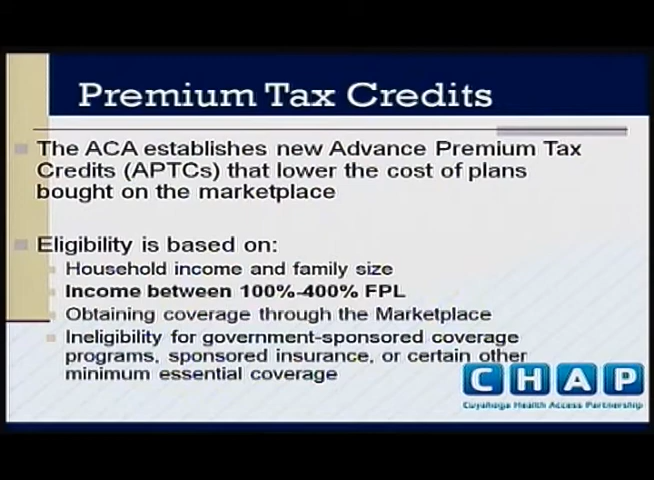 Premium Tax Credits
The ACA establishes new Advance Premium Tax
Credits (APTCs) that lower the cost of plans
bought on the marketplace
Eligibility is based on:
Household income and family size
Income between 100%-400% FPL
Obtaining coverage through the Marketplace
Ineligibility for government-sponsored coverage
programs, sponsored insurance, or certain other
minimum essential coverage
CHAP
Cuyahoga Health Access Partnership